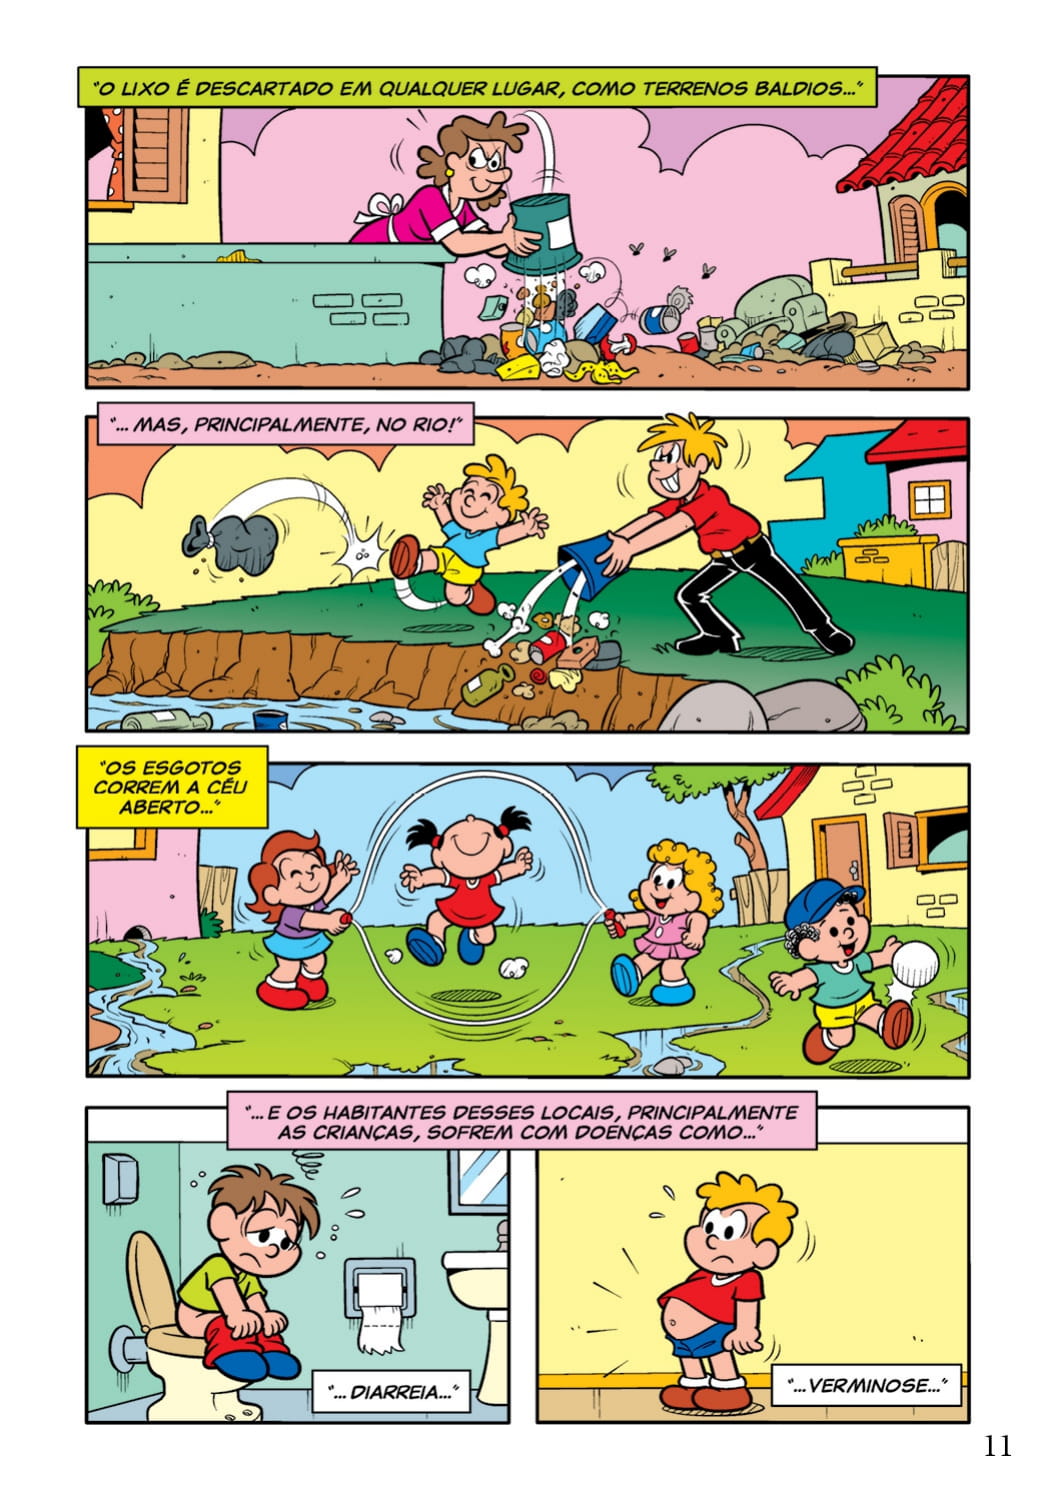 "O LIXO É DESCARTADO EM QUALQUER LUGAR, COMO TERRENOS BALDIOS..."
"... MAS, PRINCIPALMENTE, NO RIO!"
"OS ESGOTOS
CORREM A CÉU
ABERTO..."
"...E OS HABITANTES DESSES LOCAIS, PRINCIPALMENTE
AS CRIANÇAS, SOFREM COM DOENÇAS COMO..."
"... DIARREIA..."
"...VERMINOSE..."
11